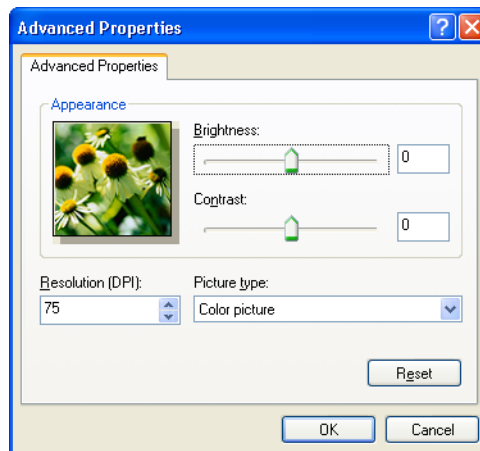 Advanced Properties
Advanced Properties
Appearance
Brightness:
0
Contrast:
0
Resolution (DPI):
Picture type:
75
Color picture
Reset
OK
Cancel